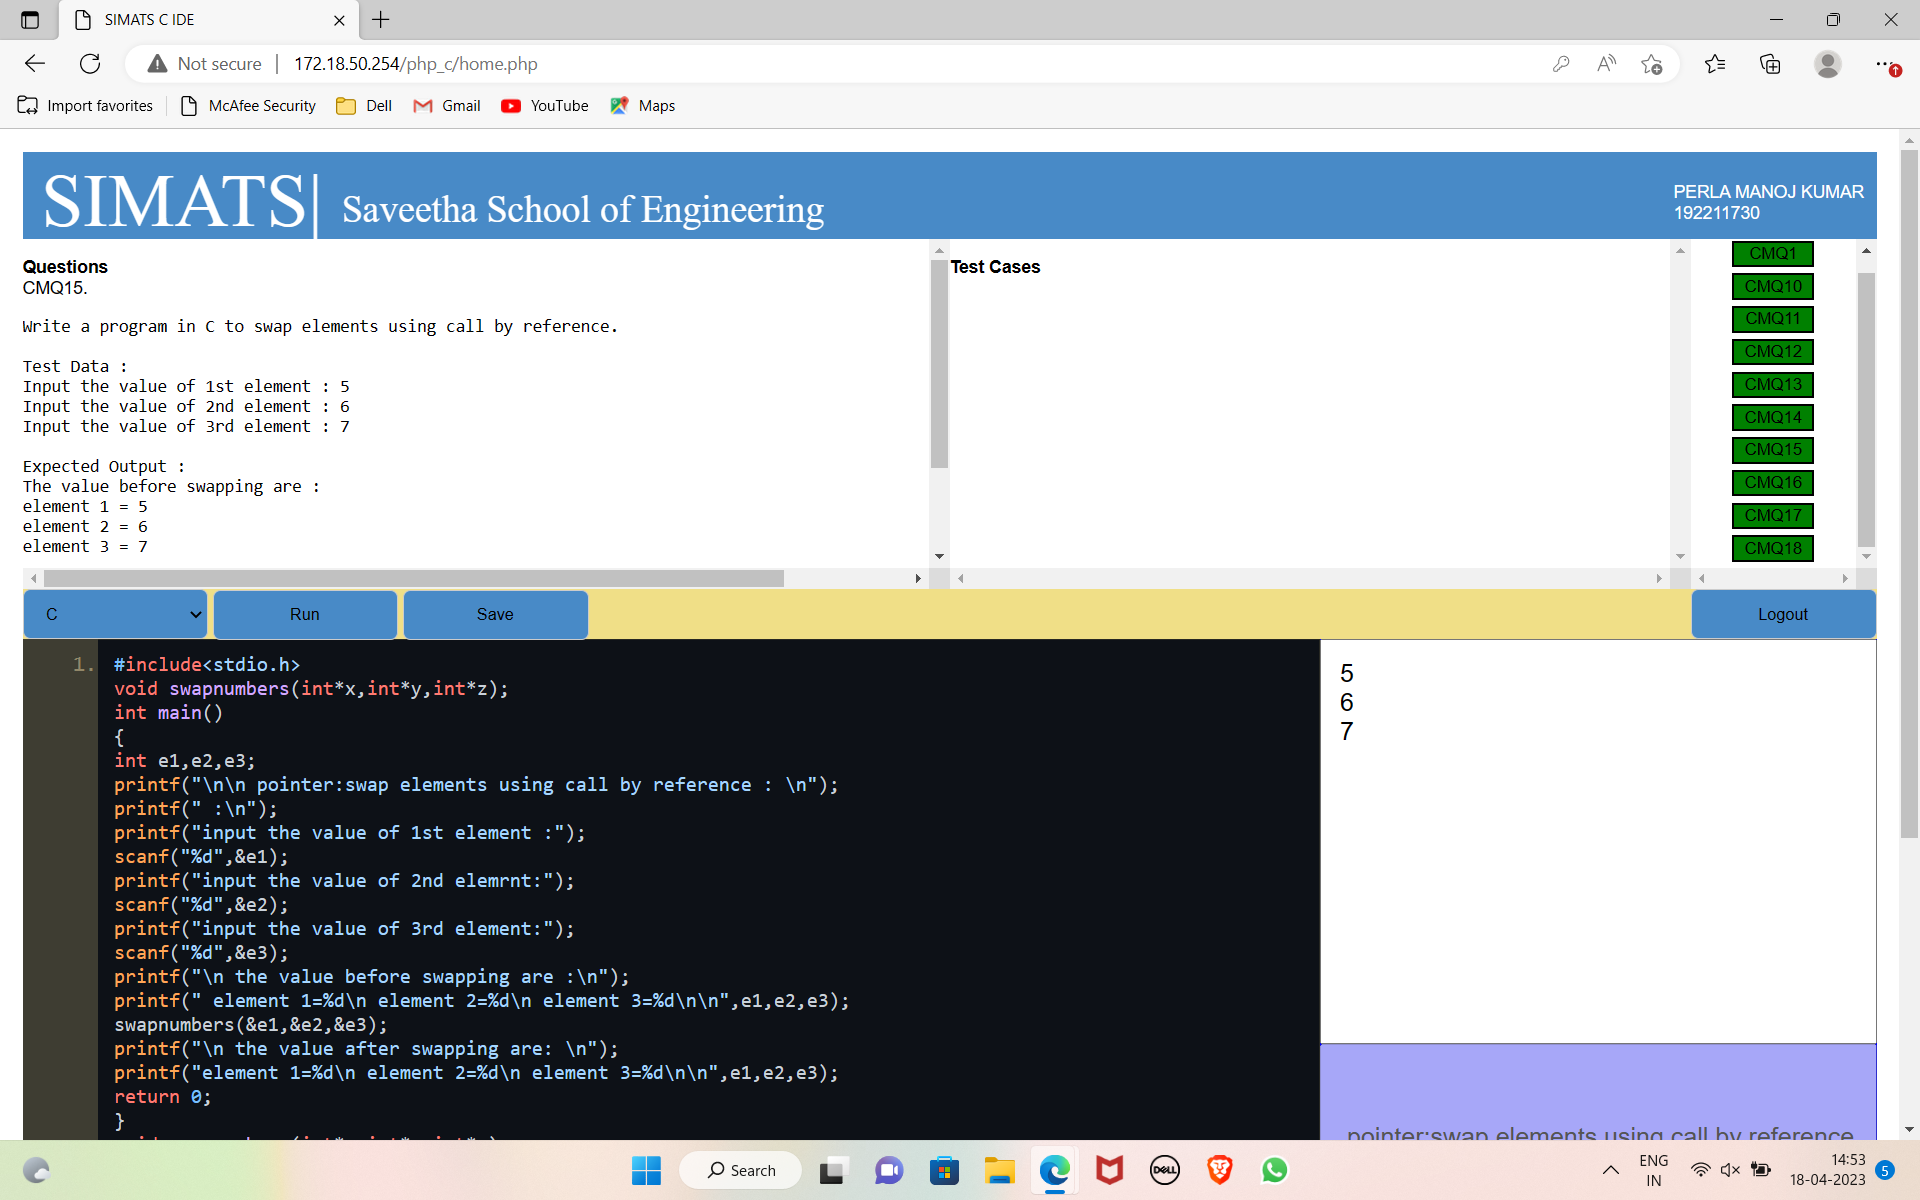 SIMATS C IDE
Not secure
172.18.50.254/php_c/home.php
Import favorites
McAfee Security
Dell
Gmail
YouTube
Maps
SIMATS|
Saveetha School of Engineering
PERLA MANOJ KUMAR
192211730
Questions
CMQ15.
Write a program in C to swap elements using call by reference.
Test Data :
Input the value of 1st element : 5
Input the value of 2nd element : 6
Input the value of 3rd element : 7
Expected Output :
The value before swapping are :
element 1 = 5
element 2 = 6
element 3 = 7
Test Cases
CMQ1
CMQ10
CMQ11
CMQ12
CMQ13
CMQ14
CMQ15
CMQ16
CMQ17
CMQ18
C
Run
Save
Logout
1.
#include<stdio.h>
void swapnumbers(int*x,int*y,int*z);
int main()
{
int e1,e2,e3;
printf("\n\n pointer:swap elements using call by reference : \n");
printf(" :\n");
printf("input the value of 1st element :");
scanf("%d",&e1);
printf("input the value of 2nd elemrnt:");
scanf("%d",&e2);
printf("input the value of 3rd element:");
scanf("%d",&e3);
printf("\n the value before swapping are :\n");
printf(" element 1=%d\n element 2=%d\n element 3=%d\n\n",e1,e2,e3);
swapnumbers(&e1,&e2,&e3);
printf("\n the value after swapping are: \n");
printf("element 1=%d\n element 2=%d\n element 3=%d\n\n",e1,e2,e3);
return 0;
}
5
6
7
pointer:swap elements using call by reference
Search
DELL
ENG
IN
14:53
18-04-2023
5